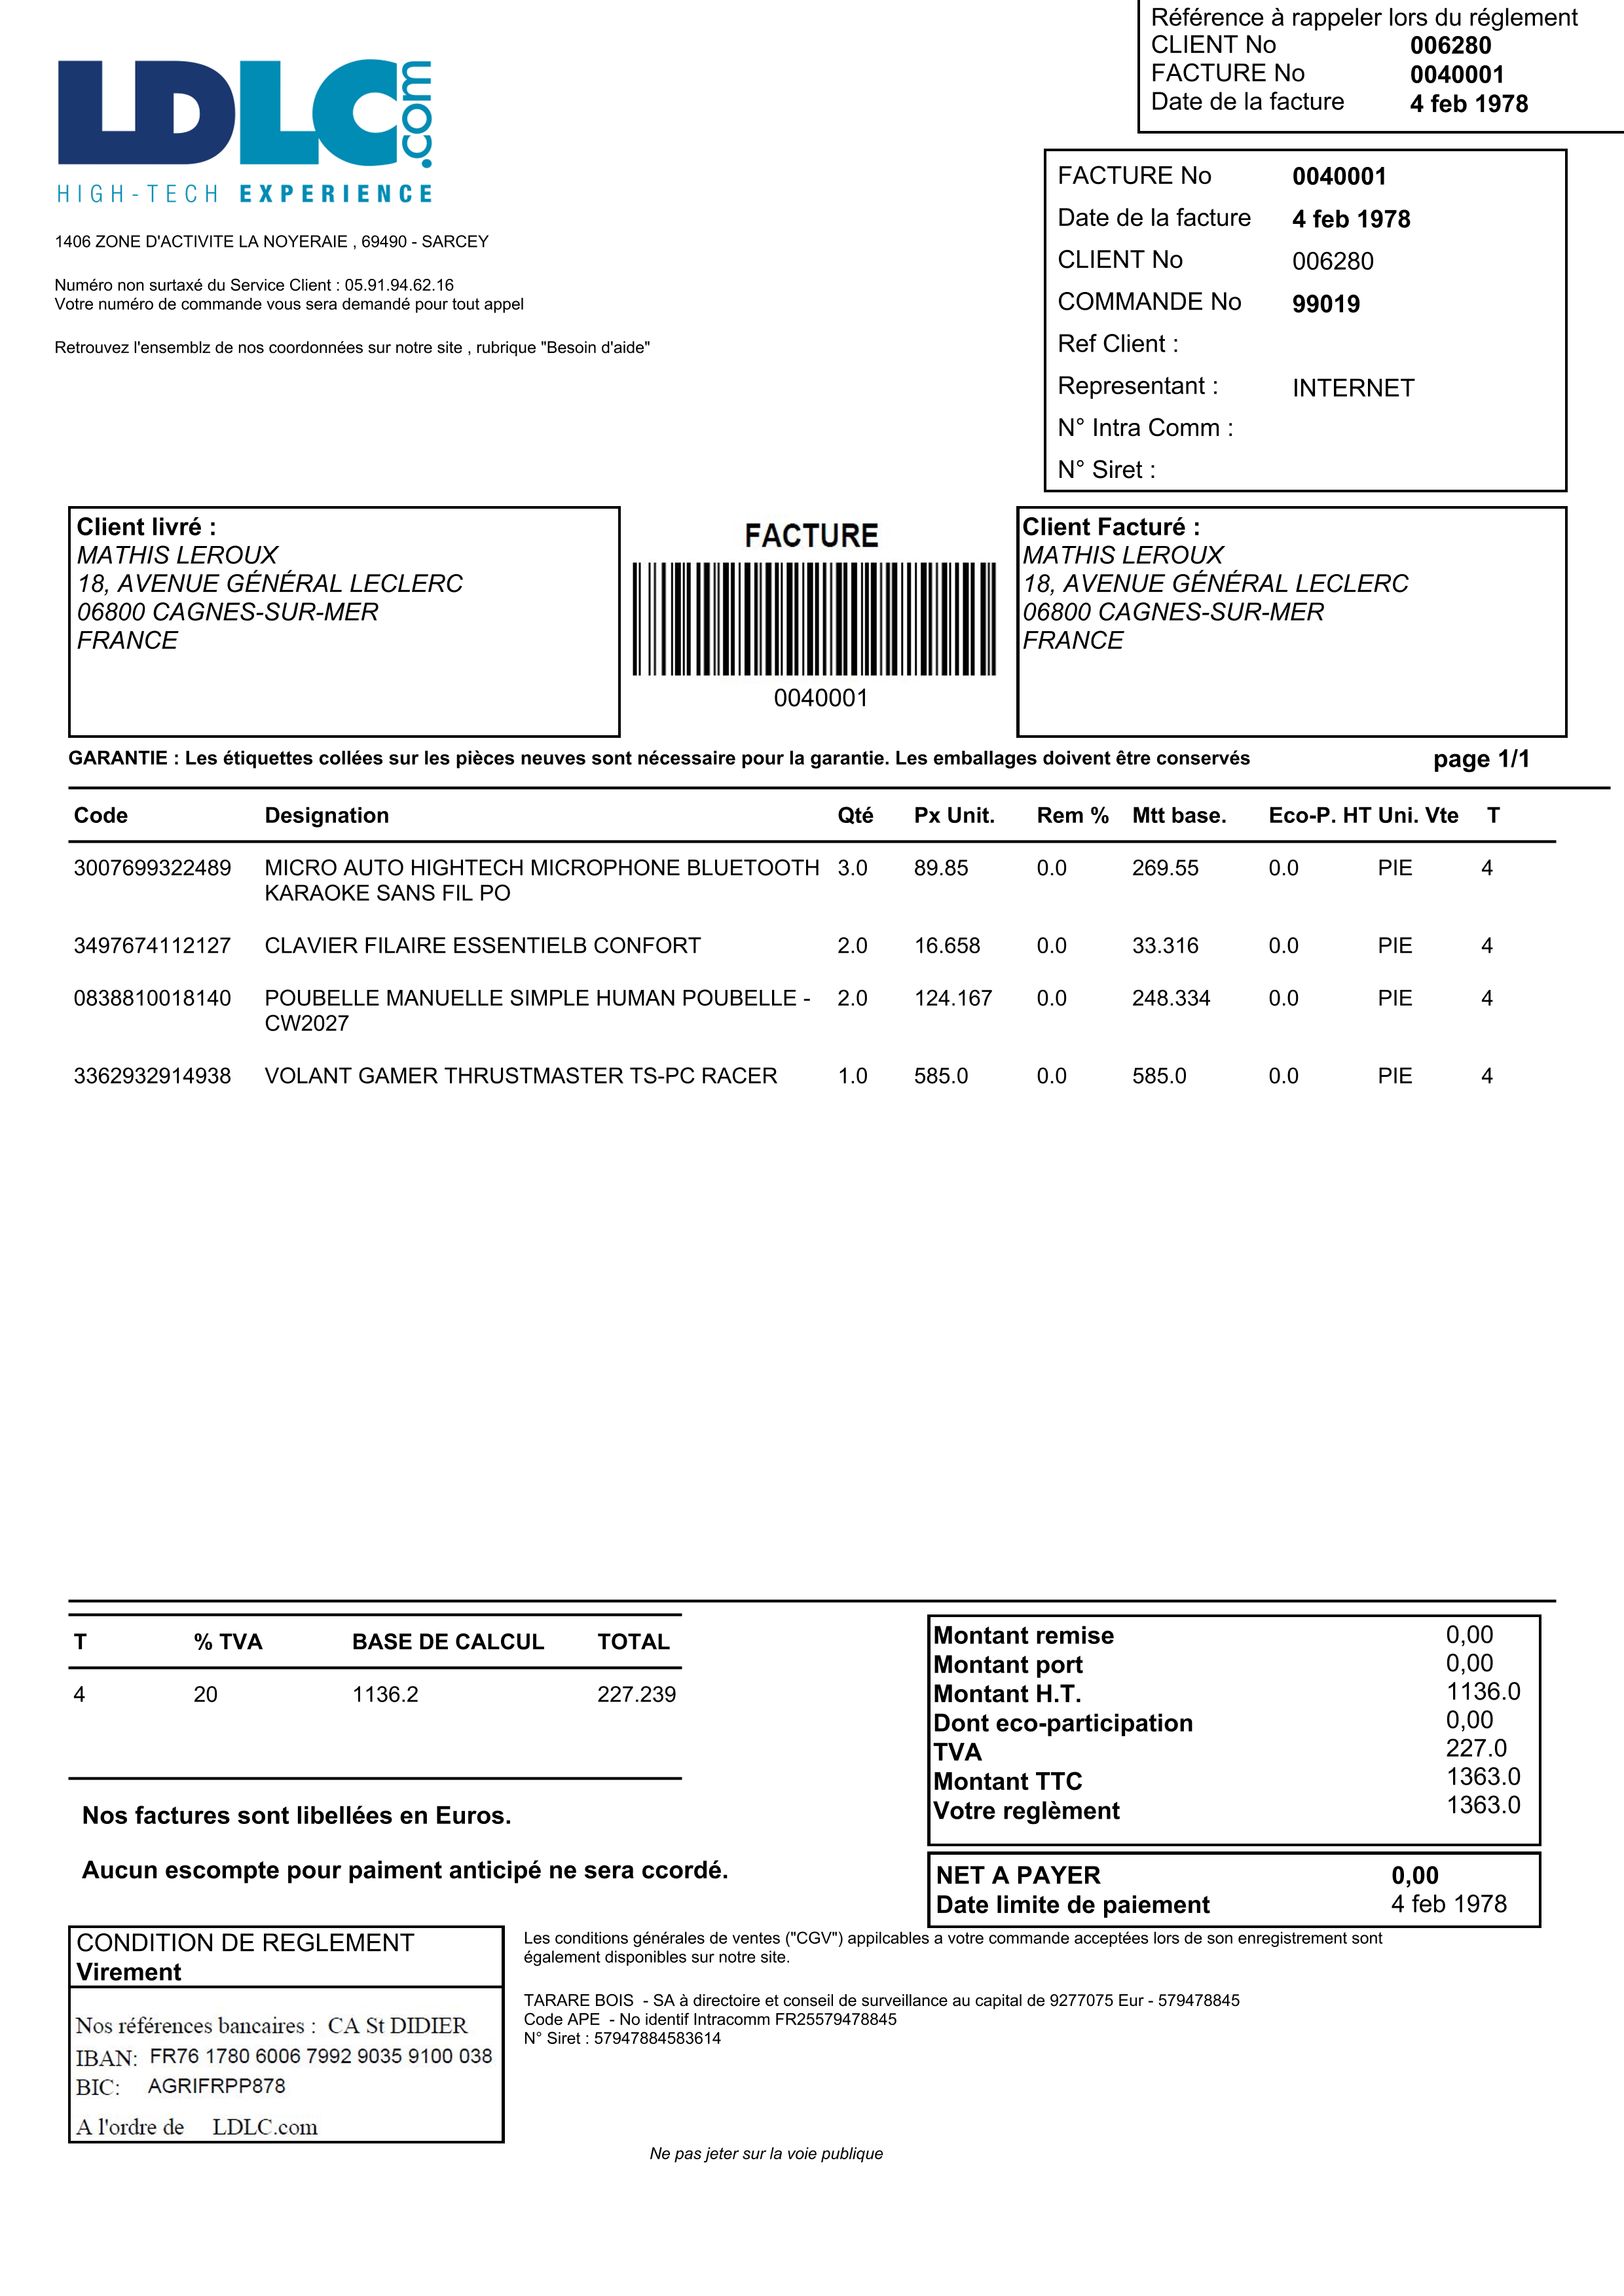 Référence à rappeler lors du réglement
CLIENT No 006280
FACTURE No 0040001
Date de la facture 4 feb 1978
LDLC.com
HIGH-TECH EXPERIENCE
1406 ZONE D'ACTIVITE LA NOYERAIE , 69490 - SARCEY
Numéro non surtaxé du Service Client : 05.91.94.62.16
Votre numéro de commande vous sera demandé pour tout appel
Retrouvez l'ensemblz de nos coordonnées sur notre site , rubrique "Besoin d'aide"
FACTURE No 0040001
Date de la facture 4 feb 1978
CLIENT No 006280
COMMANDE No 99019
Ref Client :
Representant : INTERNET
N° Intra Comm :
N° Siret :
Client livré :
MATHIS LEROUX
18, AVENUE GÉNÉRAL LECLERC
06800 CAGNES-SUR-MER
FRANCE
FACTURE
0040001
Client Facturé :
MATHIS LEROUX
18, AVENUE GÉNÉRAL LECLERC
06800 CAGNES-SUR-MER
FRANCE
GARANTIE : Les étiquettes collées sur les pièces neuves sont nécessaire pour la garantie. Les emballages doivent être conservés page 1/1
Code Designation Qté Px Unit. Rem % Mtt base. Eco-P. HT Uni. Vte T
3007699322489 MICRO AUTO HIGHTECH MICROPHONE BLUETOOTH 3.0 89.85 0.0 269.55 0.0 PIE 4
KARAOKE SANS FIL PO
3497674112127 CLAVIER FILAIRE ESSENTIELB CONFORT 2.0 16.658 0.0 33.316 0.0 PIE 4
0838810018140 POUBELLE MANUELLE SIMPLE HUMAN POUBELLE - 2.0 124.167 0.0 248.334 0.0 PIE 4
CW2027
3362932914938 VOLANT GAMER THRUSTMASTER TS-PC RACER 1.0 585.0 0.0 585.0 0.0 PIE 4
T % TVA BASE DE CALCUL TOTAL
4 20 1136.2 227.239
Nos factures sont libellées en Euros.
Aucun escompte pour paiment anticipé ne sera ccordé.
Montant remise 0,00
Montant port 0,00
Montant H.T. 1136.0
Dont eco-participation 0,00
TVA 227.0
Montant TTC 1363.0
Votre reglèment 1363.0
NET A PAYER 0,00
Date limite de paiement 4 feb 1978
CONDITION DE REGLEMENT
Virement
Nos références bancaires : CA St DIDIER
IBAN: FR76 1780 6006 7992 9035 9100 038
BIC: AGRIFRPP878
A l'ordre de LDLC.com
Les conditions générales de ventes ("CGV") appilcables a votre commande acceptées lors de son enregistrement sont
également disponibles sur notre site.
TARARE BOIS - SA à directoire et conseil de surveillance au capital de 9277075 Eur - 579478845
Code APE - No identif Intracomm FR25579478845
N° Siret : 57947884583614
Ne pas jeter sur la voie publique